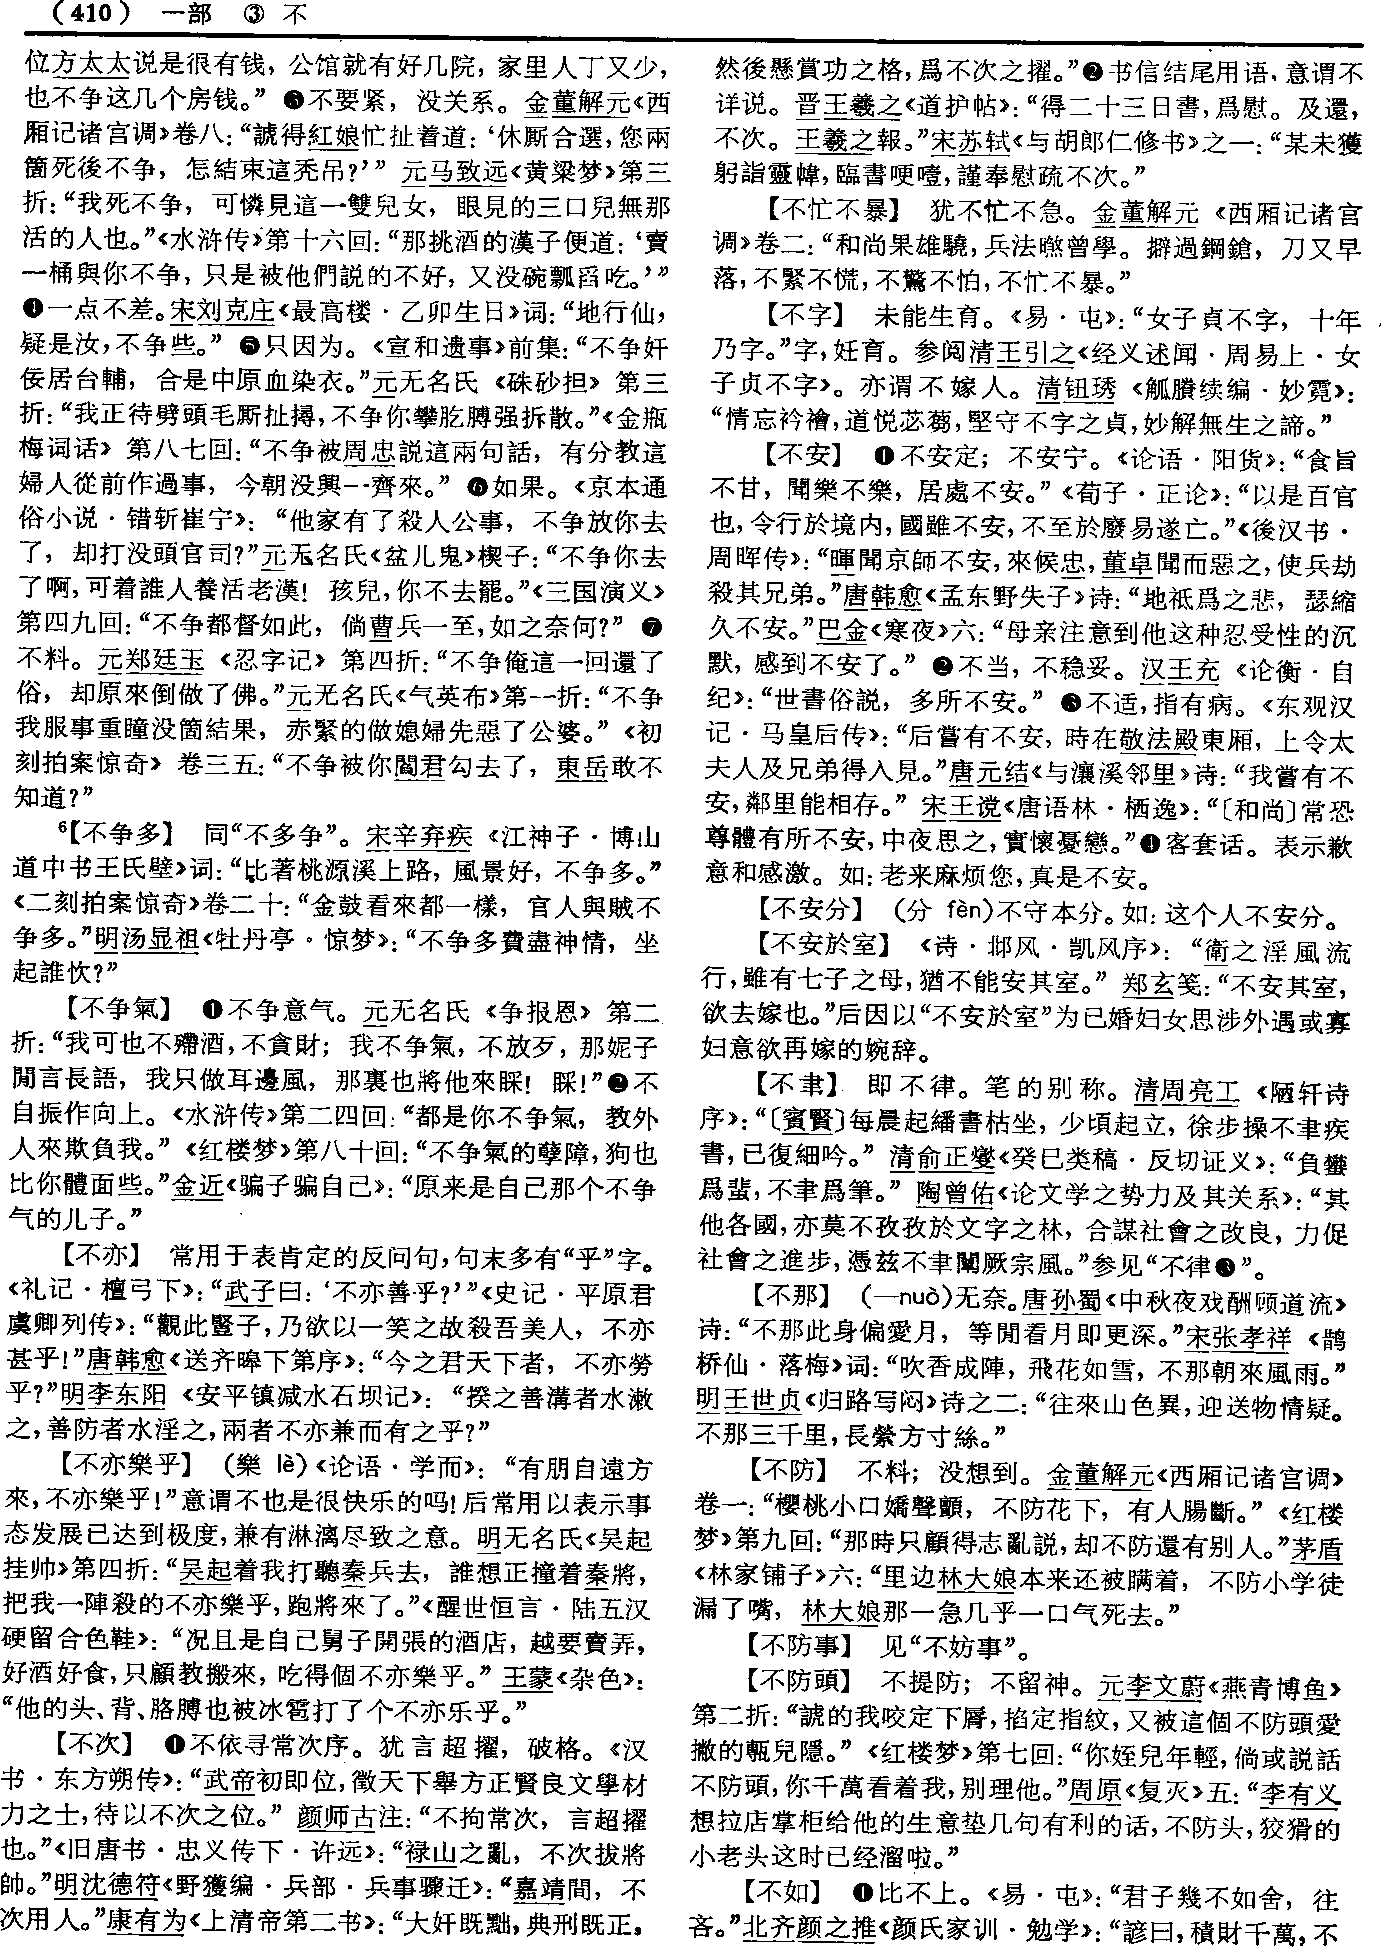 （410） 一部 ③ 不
位方太太说是很有钱，公馆就有好几院，家里人丁又少，
也不争这几个房钱。” ❸不要紧，没关系。金董解元《西
厢记诸宫调》卷八：“諕得紅娘忙扯着道：‘休厮合選，您兩
箇死後不争，怎結束這秃吊？’” 元马致远《黄粱梦》第三
折：“我死不争，可憐見這一雙兒女，眼見的三口兒無那
活的人也。”《水浒传》第十六回：“那挑酒的漢子便道：‘賣
一桶與你不争，只是被他們説的不好，又没碗瓢舀吃。’”
❹一点不差。宋刘克庄《最高楼·乙卯生日》词：“地行仙，
疑是汝，不争些。” ❺只因为。《宣和遗事》前集：“不争奸
佞居台輔，合是中原血染衣。”元无名氏《硃砂担》第三
折：“我正待劈頭毛厮扯摶，不争你攀肐膊强拆散。”《金瓶
梅词话》第八七回：“不争被周忠説這兩句話，有分教這
婦人從前作過事，今朝没興一齊來。” ❻如果。《京本通
俗小说·错斩崔宁》：“他家有了殺人公事，不争放你去
了，却打没頭官司？”元无名氏《盆儿鬼》楔子：“不争你去
了啊，可着誰人養活老漢！孩兒，你不去罷。”《三国演义》
第四九回：“不争都督如此，倘曹兵一至，如之奈何？” ❼
不料。元郑廷玉《忍字记》第四折：“不争俺這一回還了
俗，却原來倒做了佛。”元无名氏《气英布》第一折：“不争
我服事重瞳没箇結果，赤緊的做媳婦先惡了公婆。”《初
刻拍案惊奇》卷三五：“不争被你閻君勾去了，東岳敢不
知道？”
⁶【不争多】 同“不多争”。宋辛弃疾《江神子·博山
道中书王氏壁》词：“比著桃源溪上路，風景好，不争多。”
《二刻拍案惊奇》卷二十：“金鼓看來都一樣，官人與賊不
争多。”明汤显祖《牡丹亭·惊梦》：“不争多費盡神情，坐
起誰忺？”
【不争氣】 ❶不争意气。元无名氏《争报恩》第二
折：“我可也不殢酒，不貪財；我不争氣，不放歹，那妮子
閒言長語，我只做耳邊風，那裏也將他來睬！睬！”❷不
自振作向上。《水浒传》第二四回：“都是你不争氣，教外
人來欺負我。”《红楼梦》第八十回：“不争氣的孽障，狗也
比你體面些。”金近《骗子骗自己》：“原来是自己那个不争
气的儿子。”
【不亦】 常用于表肯定的反问句，句末多有“乎”字。
《礼记·檀弓下》：“武子曰：‘不亦善乎？’”《史记·平原君
虞卿列传》：“觀此豎子，乃欲以一笑之故殺吾美人，不亦
甚乎！”唐韩愈《送齐皞下第序》：“今之君天下者，不亦勞
乎？”明李东阳《安平镇减水石坝记》：“揆之善溝者水漱
之，善防者水淫之，兩者不亦兼而有之乎？”
【不亦樂乎】（樂 lè）《论语·学而》：“有朋自遠方
來，不亦樂乎！”意谓不也是很快乐的吗！后常用以表示事
态发展已达到极度，兼有淋漓尽致之意。明无名氏《吴起
挂帅》第四折：“吴起着我打聽秦兵去，誰想正撞着秦將，
把我一陣殺的不亦樂乎，跑將來了。”《醒世恒言·陆五汉
硬留合色鞋》：“况且是自己舅子開張的酒店，越要賣弄，
好酒好食，只顧教搬來，吃得個不亦樂乎。”王蒙《杂色》：
“他的头、背、胳膊也被冰雹打了个不亦乐乎。”
【不次】 ❶不依寻常次序。犹言超擢，破格。《汉
书·东方朔传》：“武帝初即位，徵天下舉方正賢良文學材
力之士，待以不次之位。” 颜师古注：“不拘常次，言超擢
也。”《旧唐书·忠义传下·许远》：“禄山之亂，不次拔將
帥。”明沈德符《野獲编·兵部·兵事骤迁》：“嘉靖間，不
次用人。”康有为《上清帝第二书》：“大奸既黜，典刑既正，
然後懸賞功之格，爲不次之擢。”❷书信结尾用语，意谓不
详说。晋王羲之《道护帖》：“得二十三日書，爲慰。及還，
不次。王羲之報。”宋苏轼《与胡郎仁修书》之一：“某未獲
躬詣靈幃，臨書哽噎，謹奉慰疏不次。”
【不忙不暴】 犹不忙不急。金董解元《西厢记诸宫
调》卷二：“和尚果雄驍，兵法㬠曾學。擗過鋼鎗，刀又早
落，不緊不慌，不驚不怕，不忙不暴。”
【不字】 未能生育。《易·屯》：“女子貞不字，十年
乃字。”字，妊育。参阅清王引之《经义述闻·周易上·女
子贞不字》。亦谓不嫁人。清钮琇《觚賸续编·妙霓》：
“情忘衿襘，道悦苾蒭，堅守不字之貞，妙解無生之諦。”
【不安】 ❶不安定；不安宁。《论语·阳货》：“食旨
不甘，聞樂不樂，居處不安。”《荀子·正论》：“以是百官
也，令行於境内，國雖不安，不至於廢易遂亡。”《後汉书·
周晖传》：“暉聞京師不安，來候忠，董卓聞而惡之，使兵劫
殺其兄弟。”唐韩愈《孟东野失子》诗：“地祇爲之悲，瑟縮
久不安。”巴金《寒夜》六：“母亲注意到他这种忍受性的沉
默，感到不安了。” ❷不当，不稳妥。汉王充《论衡·自
纪》：“世書俗説，多所不安。” ❸不适，指有病。《东观汉
记·马皇后传》：“后嘗有不安，時在敬法殿東厢，上令太
夫人及兄弟得入見。”唐元结《与瀼溪邻里》诗：“我嘗有不
安，鄰里能相存。” 宋王谠《唐语林·栖逸》：“〔和尚〕常恐
尊體有所不安，中夜思之，實懷憂戀。”❹客套话。表示歉
意和感激。如：老来麻烦您，真是不安。
【不安分】（分 fèn）不守本分。如：这个人不安分。
【不安於室】《诗·邶风·凯风序》：“衛之淫風流
行，雖有七子之母，猶不能安其室。” 郑玄笺：“不安其室，
欲去嫁也。”后因以“不安於室”为已婚妇女思涉外遇或寡
妇意欲再嫁的婉辞。
【不聿】 即不律。笔的别称。清周亮工《陋轩诗
序》：“〔賓賢〕每晨起繙書枯坐，少頃起立，徐步操不聿疾
書，已復細吟。” 清俞正燮《癸巳类稿·反切证义》：“負蠜
爲蜚，不聿爲筆。” 陶曾佑《论文学之势力及其关系》：“其
他各國，亦莫不孜孜於文字之林，合謀社會之改良，力促
社會之進步，憑茲不聿闡厥宗風。”参见“不律❸”。
【不那】（—nuò）无奈。唐孙蜀《中秋夜戏酬顾道流》
诗：“不那此身偏愛月，等閒看月即更深。”宋张孝祥《鹊
桥仙·落梅》词：“吹香成陣，飛花如雪，不那朝來風雨。”
明王世贞《归路写闷》诗之二：“往來山色異，迎送物情疑。
不那三千里，長縈方寸絲。”
【不防】 不料；没想到。金董解元《西厢记诸宫调》
卷一：“櫻桃小口嬌聲顫，不防花下，有人腸斷。”《红楼
梦》第九回：“那時只顧得志亂説，却不防還有别人。”茅盾
《林家铺子》六：“里边林大娘本来还被瞒着，不防小学徒
漏了嘴，林大娘那一急几乎一口气死去。”
【不防事】 见“不妨事”。
【不防頭】 不提防；不留神。元李文蔚《燕青博鱼》
第二折：“諕的我咬定下脣，掐定指紋，又被這個不防頭愛
撇的甎兒隱。”《红楼梦》第七回：“你姪兒年輕，倘或説話
不防頭，你千萬看着我，别理他。”周原《复灭》五：“李有义
想拉店掌柜给他的生意垫几句有利的话，不防头，狡猾的
小老头这时已经溜啦。”
【不如】 ❶比不上。《易·屯》：“君子幾不如舍，往
吝。”北齐颜之推《颜氏家训·勉学》：“諺曰，積財千萬，不